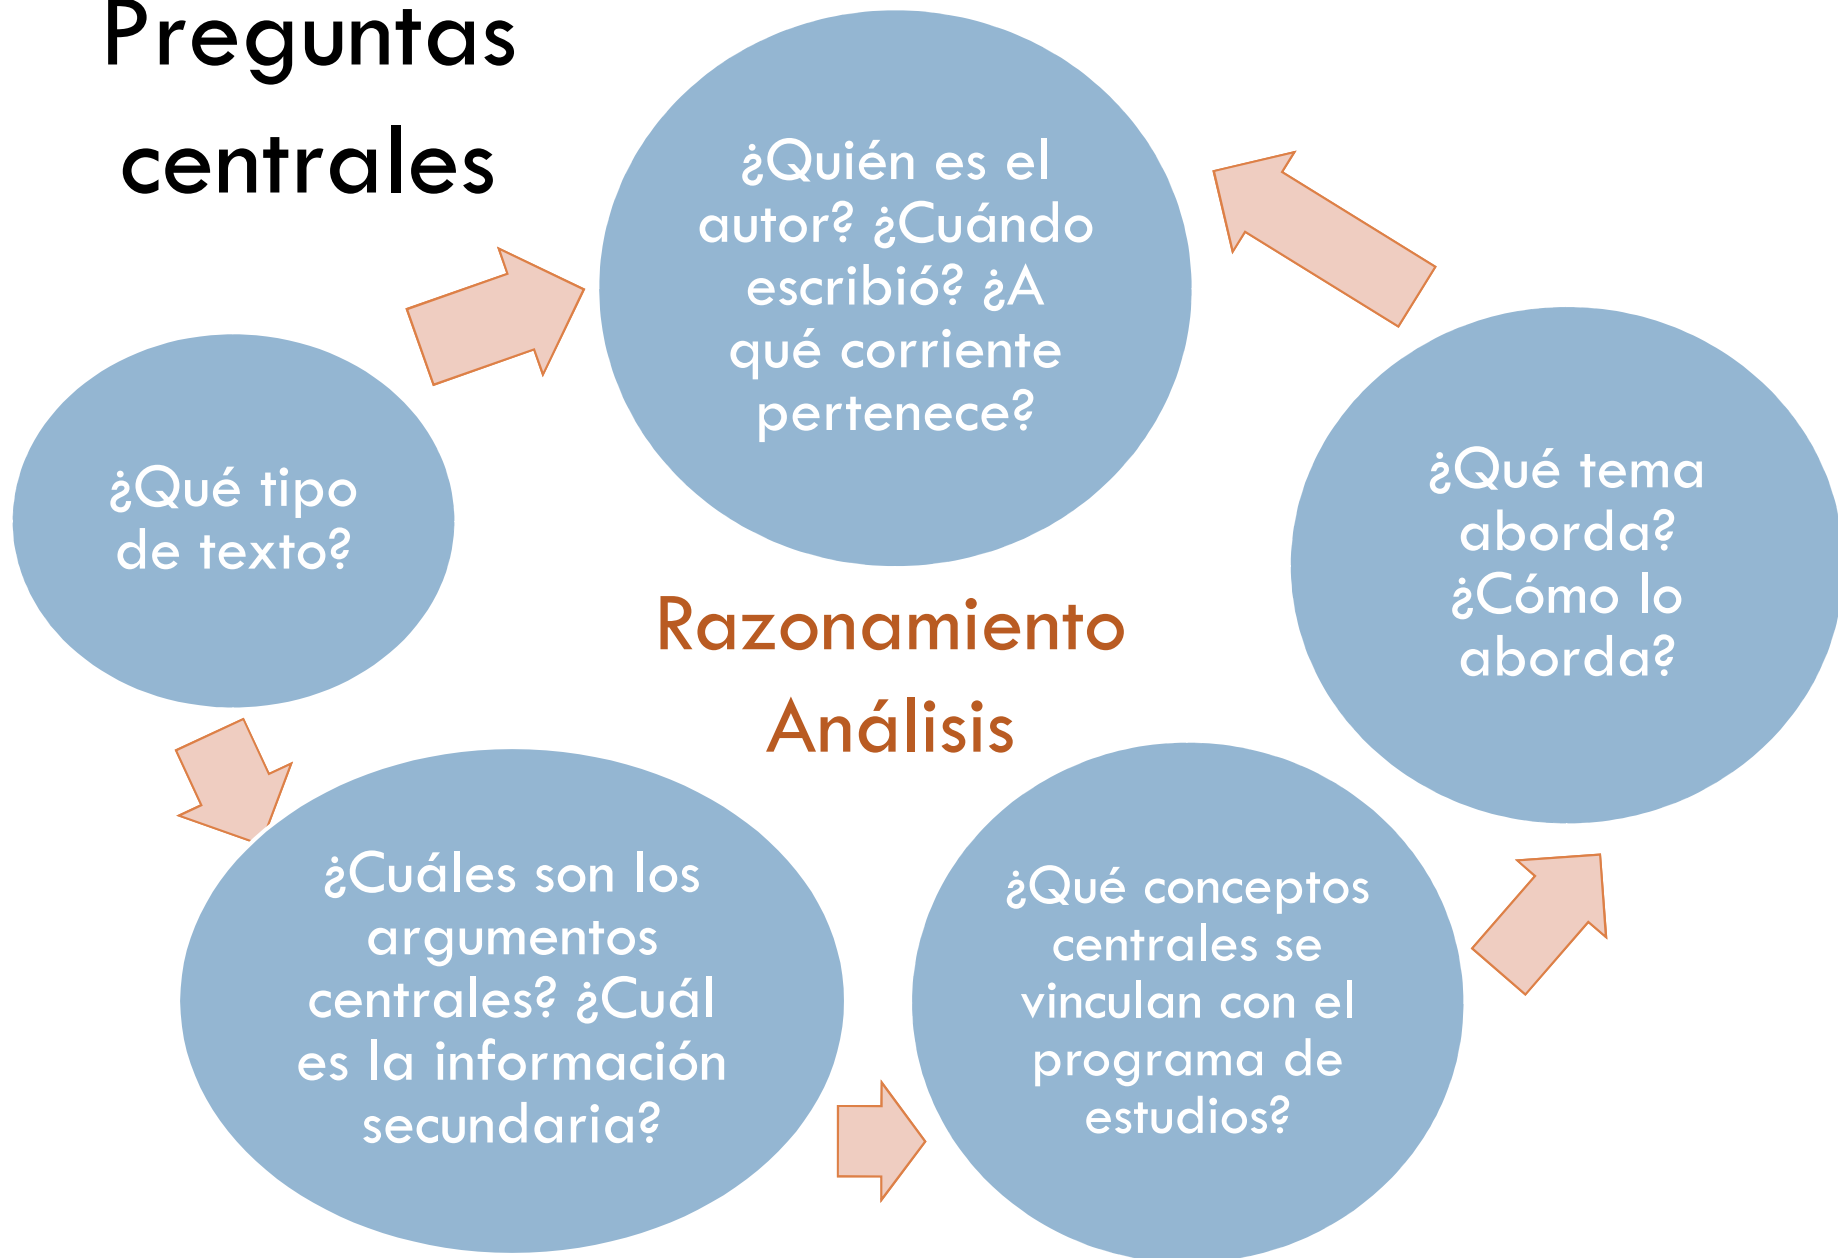 Preguntas
centrales
¿Quién es el
autor? ¿Cuándo
escribió? ¿A
qué corriente
pertenece?
¿Qué tipo
de texto?
¿Qué tema
aborda?
¿Cómo lo
aborda?
Razonamiento
Análisis
¿Cuáles son los
argumentos
centrales? ¿Cuál
es la información
secundaria?
¿Qué conceptos
centrales se
vinculan con el
programa de
estudios?